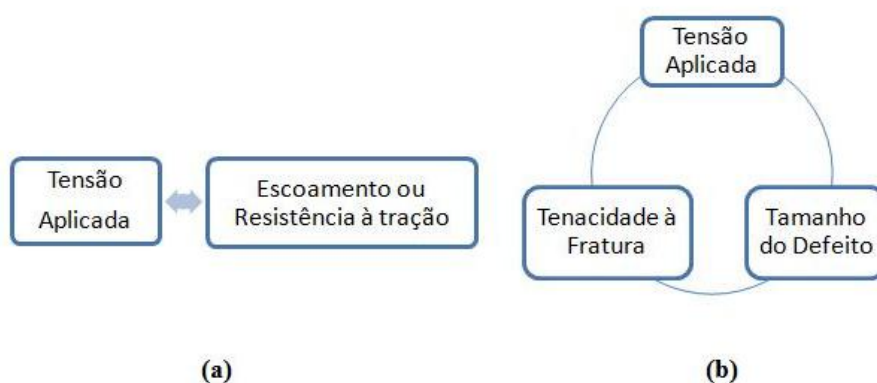 Tensão
Aplicada
Escoamento ou
Resistência à tração
(a)
Tensão
Aplicada
Tenacidade à
Fratura
Tamanho
do Defeito
(b)